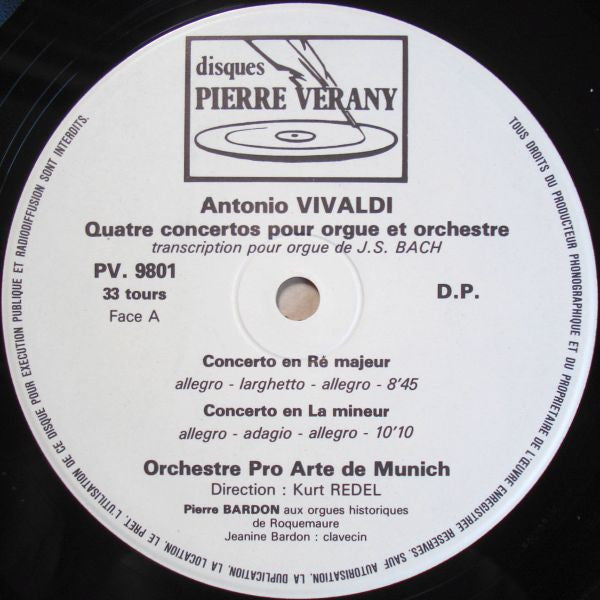 disques
PIERRE VERANY
Antonio VIVALDI
Quatre concertos pour orgue et orchestre
transcription pour orgue de J.S. BACH
PV. 9801
33 tours
Face A
D.P.
Concerto en Ré majeur
allegro - larghetto - allegro - 8'45
Concerto en La mineur
allegro - adagio - allegro - 10'10
Orchestre Pro Arte de Munich
Direction : Kurt REDEL
Pierre BARDON aux orgues historiques
de Roquemaure
Jeanine Bardon : clavecin
TOUS DROITS DU PRODUCTEUR PHONOGRAPHIQUE ET DU PROPRIETAIRE DE L'ŒUVRE ENREGISTREE RESERVES. SAUF AUTORISATION, LA DUPLICATION, LA LOCATION, LE PRET, L'UTILISATION DE CE DISQUE POUR EXECUTION PUBLIQUE ET RADIODIFFUSION SONT INTERDITS.